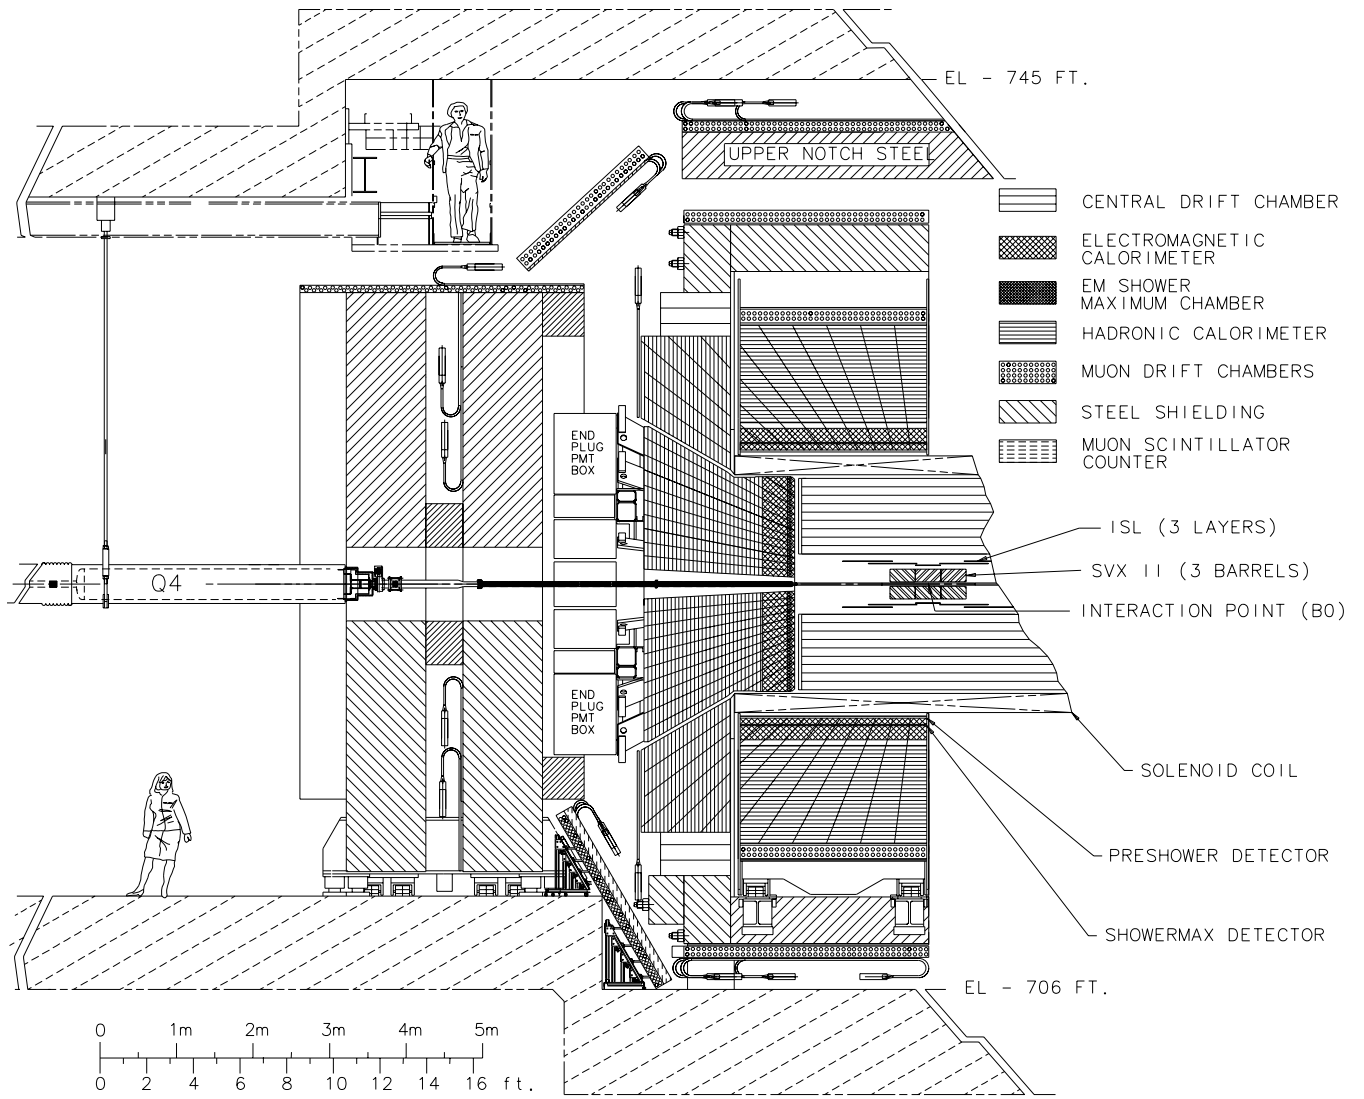 EL - 745 FT.
UPPER NOTCH STEEL
CENTRAL DRIFT CHAMBER
ELECTROMAGNETIC
CALORIMETER
EM SHOWER
MAXIMUM CHAMBER
HADRONIC CALORIMETER
MUON DRIFT CHAMBERS
STEEL SHIELDING
MUON SCINTILLATOR
COUNTER
END
PLUG
PMT
BOX
ISL (3 LAYERS)
SVX II (3 BARRELS)
INTERACTION POINT (B0)
Q4
END
PLUG
PMT
BOX
SOLENOID COIL
PRESHOWER DETECTOR
SHOWERMAX DETECTOR
EL - 706 FT.
0 1m 2m 3m 4m 5m
0 2 4 6 8 10 12 14 16 ft.